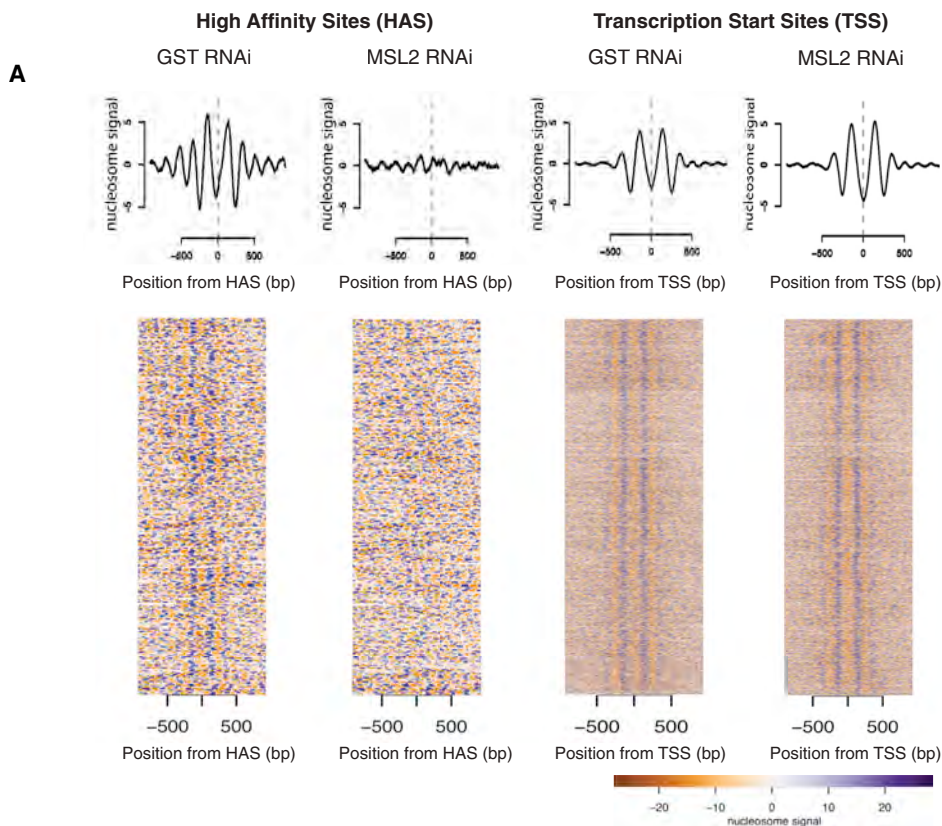 High Affinity Sites (HAS) Transcription Start Sites (TSS)
GST RNAi MSL2 RNAi GST RNAi MSL2 RNAi
A
nucleosome signal nucleosome signal nucleosome signal nucleosome signal
5 5 5 5
0 0 0 0
-5 -5 -5 -5
-500 0 500 -500 0 500 -500 0 500 -500 0 500
Position from HAS (bp) Position from HAS (bp) Position from TSS (bp) Position from TSS (bp)
-500 500 -500 500 -500 500 -500 500
Position from HAS (bp) Position from HAS (bp) Position from TSS (bp) Position from TSS (bp)
-20 -10 0 10 20
nucleosome signal